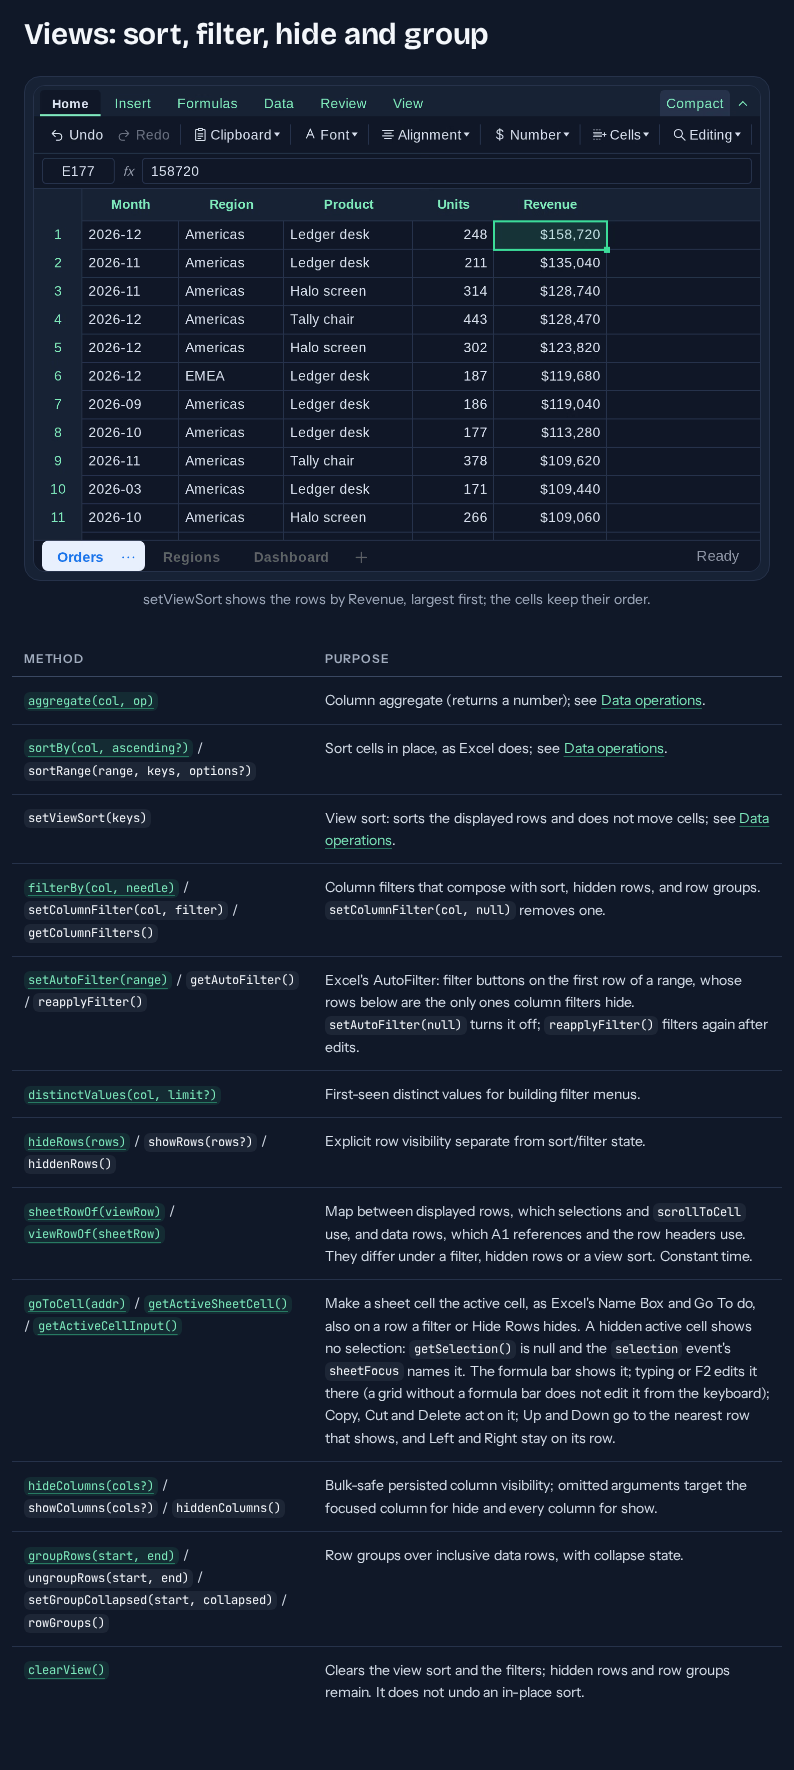 Views: sort, filter, hide and group
Home Insert Formulas Data Review View Compact
Undo Redo Clipboard Font Alignment $ Number Cells Editing
E177 fx 158720
Month Region Product Units Revenue
1 2026-12 Americas Ledger desk 248 $158,720
2 2026-11 Americas Ledger desk 211 $135,040
3 2026-11 Americas Halo screen 314 $128,740
4 2026-12 Americas Tally chair 443 $128,470
5 2026-12 Americas Halo screen 302 $123,820
6 2026-12 EMEA Ledger desk 187 $119,680
7 2026-09 Americas Ledger desk 186 $119,040
8 2026-10 Americas Ledger desk 177 $113,280
9 2026-11 Americas Tally chair 378 $109,620
10 2026-03 Americas Ledger desk 171 $109,440
11 2026-10 Americas Halo screen 266 $109,060
Orders ··· Regions Dashboard + Ready
setViewSort shows the rows by Revenue, largest first; the cells keep their order.
METHOD PURPOSE
aggregate(col, op)
Column aggregate (returns a number); see Data operations.
sortBy(col, ascending?) /
sortRange(range, keys, options?)
Sort cells in place, as Excel does; see Data operations.
setViewSort(keys)
View sort: sorts the displayed rows and does not move cells; see Data
operations.
filterBy(col, needle) /
setColumnFilter(col, filter) /
getColumnFilters()
Column filters that compose with sort, hidden rows, and row groups.
setColumnFilter(col, null) removes one.
setAutoFilter(range) / getAutoFilter()
/ reapplyFilter()
Excel's AutoFilter: filter buttons on the first row of a range, whose
rows below are the only ones column filters hide.
setAutoFilter(null) turns it off; reapplyFilter() filters again after
edits.
distinctValues(col, limit?)
First-seen distinct values for building filter menus.
hideRows(rows) / showRows(rows?) /
hiddenRows()
Explicit row visibility separate from sort/filter state.
sheetRowOf(viewRow) /
viewRowOf(sheetRow)
Map between displayed rows, which selections and scrollToCell
use, and data rows, which A1 references and the row headers use.
They differ under a filter, hidden rows or a view sort. Constant time.
goToCell(addr) / getActiveSheetCell()
/ getActiveCellInput()
Make a sheet cell the active cell, as Excel's Name Box and Go To do,
also on a row a filter or Hide Rows hides. A hidden active cell shows
no selection: getSelection() is null and the selection event's
sheetFocus names it. The formula bar shows it; typing or F2 edits it
there (a grid without a formula bar does not edit it from the keyboard);
Copy, Cut and Delete act on it; Up and Down go to the nearest row
that shows, and Left and Right stay on its row.
hideColumns(cols?) /
showColumns(cols?) / hiddenColumns()
Bulk-safe persisted column visibility; omitted arguments target the
focused column for hide and every column for show.
groupRows(start, end) /
ungroupRows(start, end) /
setGroupCollapsed(start, collapsed) /
rowGroups()
Row groups over inclusive data rows, with collapse state.
clearView()
Clears the view sort and the filters; hidden rows and row groups
remain. It does not undo an in-place sort.